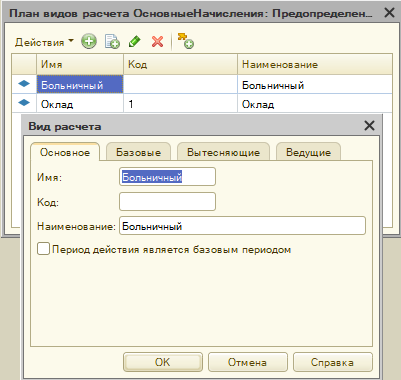 План видов расчета ОсновныеНачисления: Предопределен...
Действия
Имя Код Наименование
Больничный Больничный
Оклад 1 Оклад
Вид расчета
Основное Базовые Вытесняющие Ведущие
Имя: Больничный
Код:
Наименование: Больничный
Период действия является базовым периодом
OK Отмена Справка